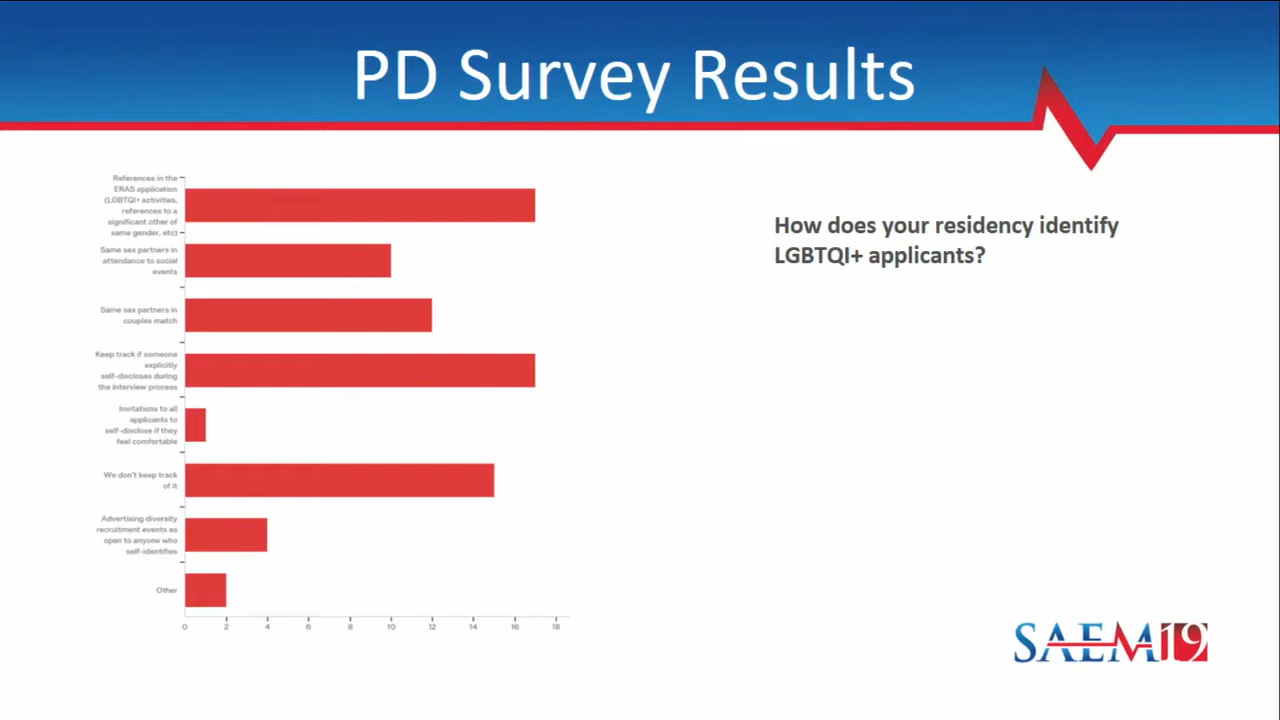 PD Survey Results
References in the
ERAS application
(LGBTQI+ activities,
references to a
significant other of
same gender, etc)
Same sex partners in
attendance to social
events
Same sex partners in
couples match
Keep track if someone
explicitly
self-discloses during
the interview process
Invitations to all
applicants to
self-disclose if they
feel comfortable
We don't keep track
of it
Advertising diversity
recruitment events as
open to anyone who
self-identifies
Other
0 2 4 6 8 10 12 14 16 18
How does your residency identify
LGBTQI+ applicants?
SAEM19